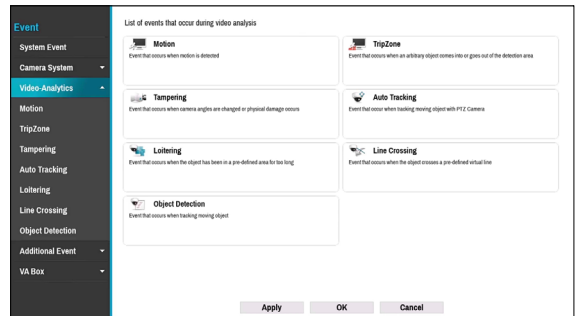 Event
System Event
Camera System
Video-Analytics
Motion
TripZone
Tampering
Auto Tracking
Loitering
Line Crossing
Object Detection
Additional Event
VA Box
List of events that occur during video analysis
Motion
Event that occurs when motion is detected
TripZone
Event that occurs when an arbitrary object comes into or goes out of the detection area
Tampering
Event that occurs when camera angles are changed or physical damage occurs
Auto Tracking
Event that occur when tracking moving object with PTZ Camera
Loitering
Event that occurs when the object has been in a pre-defined area for too long
Line Crossing
Event that occurs when the object crosses a pre-defined virtual line
Object Detection
Event that occurs when tracking moving object
Apply OK Cancel